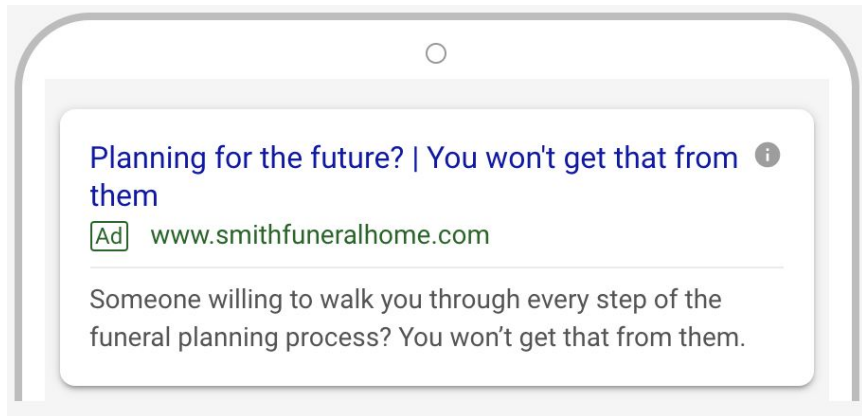 Planning for the future? | You won't get that from
them
Ad www.smithfuneralhome.com
Someone willing to walk you through every step of the
funeral planning process? You won’t get that from them.